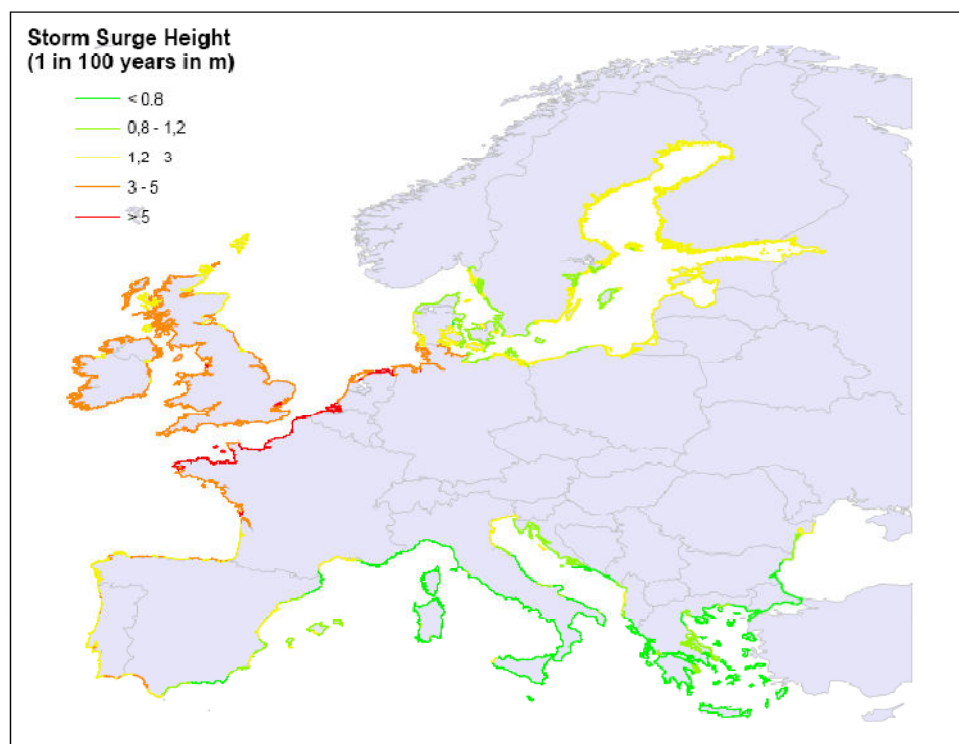 Storm Surge Height
(1 in 100 years in m)
< 0.8
0,8 - 1,2
1,2 3
3 - 5
> 5